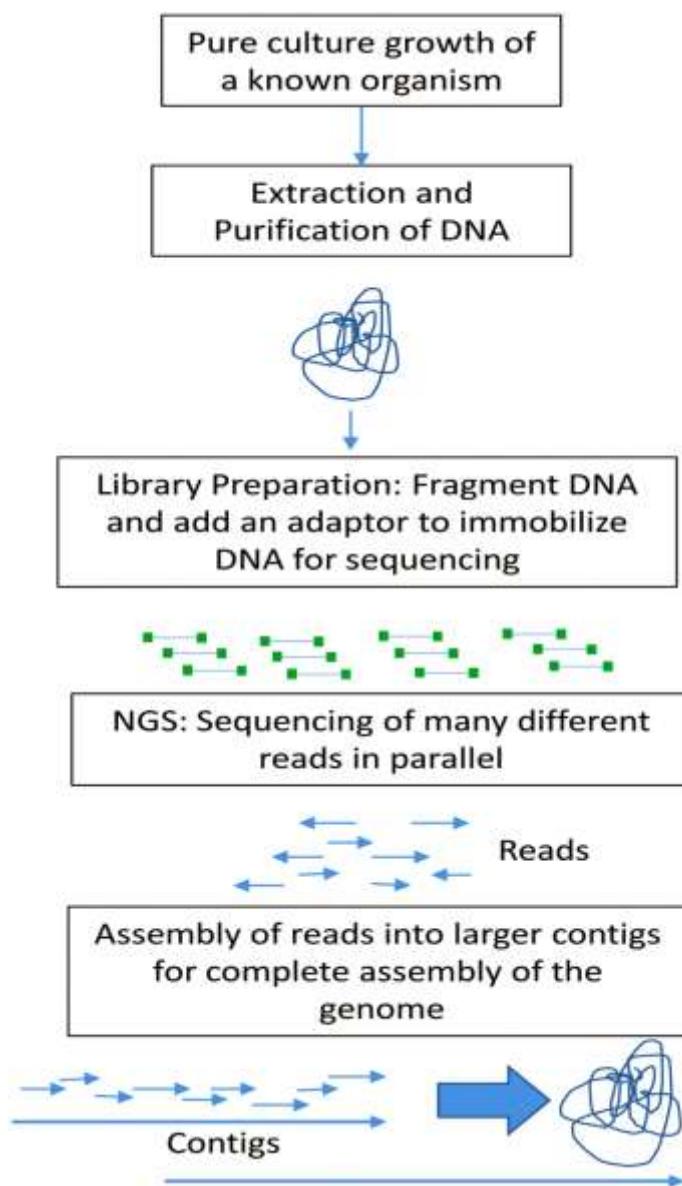 Pure culture growth of
a known organism
Extraction and
Purification of DNA
Library Preparation: Fragment DNA
and add an adaptor to immobilize
DNA for sequencing
NGS: Sequencing of many different
reads in parallel
Reads
Assembly of reads into larger contigs
for complete assembly of the
genome
Contigs